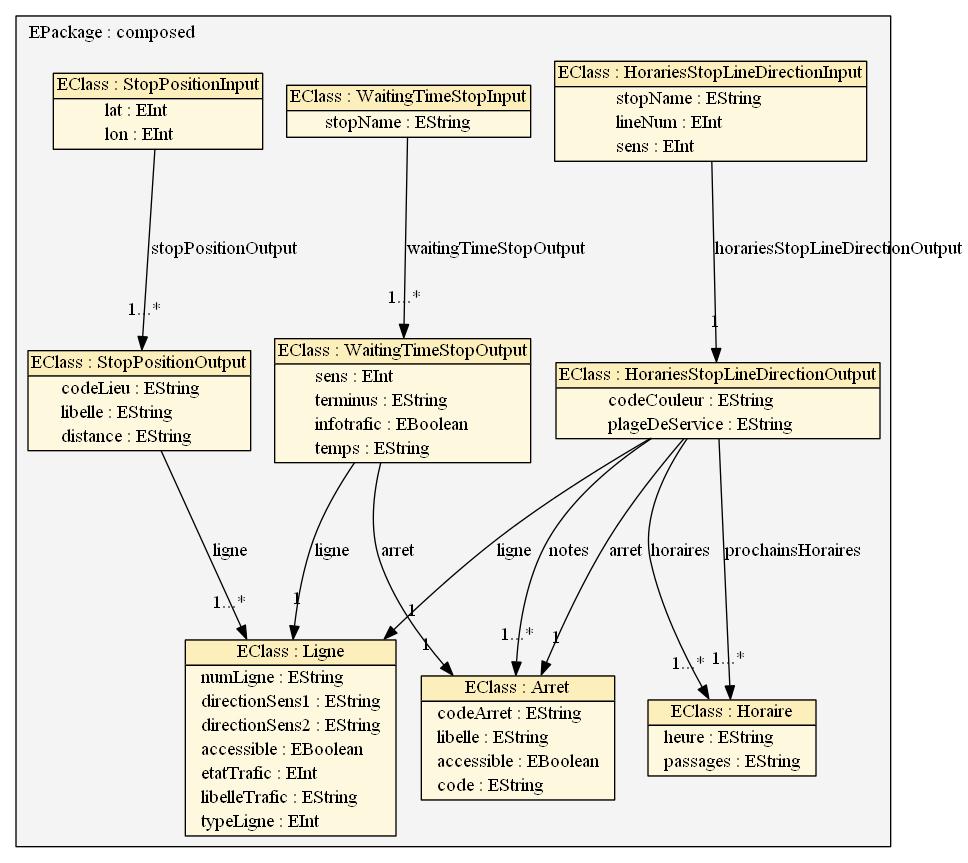 EPackage : composed
EClass : StopPositionInput
lat : EInt
lon : EInt
EClass : WaitingTimeStopInput
stopName : EString
EClass : HorariesStopLineDirectionInput
stopName : EString
lineNum : EInt
sens : EInt
stopPositionOutput
1...*
waitingTimeStopOutput
1...*
horariesStopLineDirectionOutput
1
EClass : StopPositionOutput
codeLieu : EString
libelle : EString
distance : EString
EClass : WaitingTimeStopOutput
sens : EInt
terminus : EString
infotrafic : EBoolean
temps : EString
EClass : HorariesStopLineDirectionOutput
codeCouleur : EString
plageDeService : EString
ligne
1...*
ligne
1
arret
1
ligne
1
notes
1...*
arret
1
horaires
1...*
prochainsHoraires
1...*
EClass : Ligne
numLigne : EString
directionSens1 : EString
directionSens2 : EString
accessible : EBoolean
etatTrafic : EInt
libelleTrafic : EString
typeLigne : EInt
EClass : Arret
codeArret : EString
libelle : EString
accessible : EBoolean
code : EString
EClass : Horaire
heure : EString
passages : EString